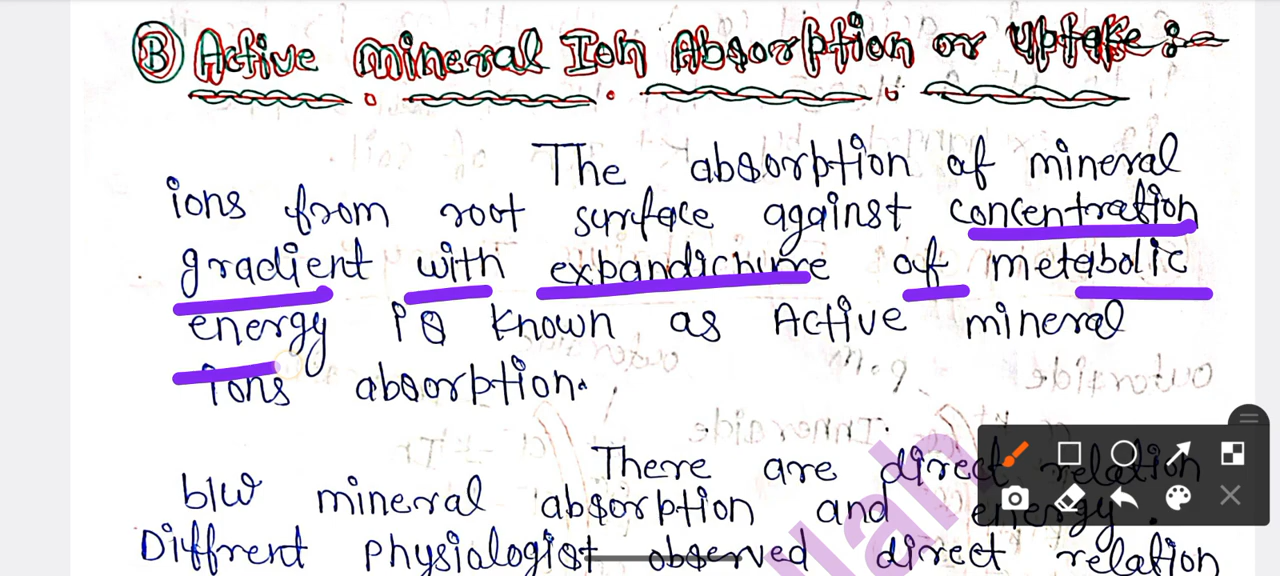 B Active mineral Ion Absorption or Uptake :-
The absorption of mineral
ions from root surface against concentration
gradient with expandichure of metabolic
energy is known as Active mineral
ions absorption.
There are direct relation
b/w mineral absorption and energy.
Diffrent physialogist observed direct relation